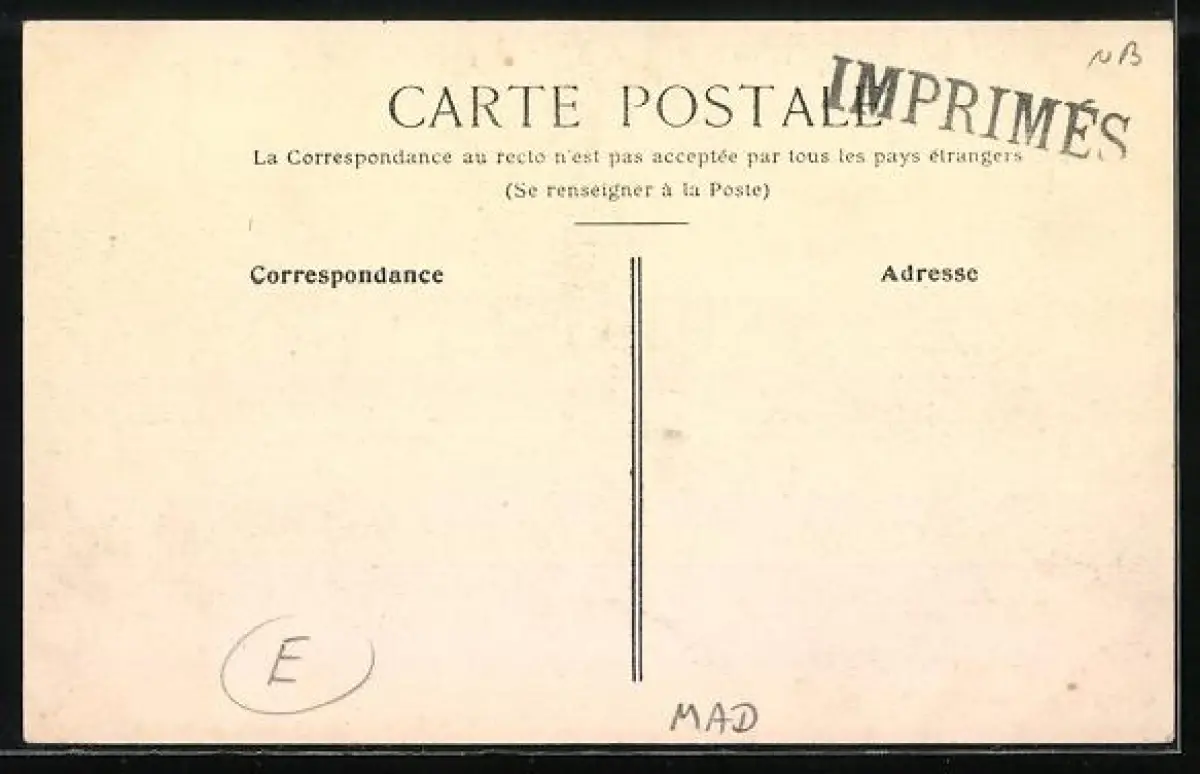 NB
CARTE POSTALE
IMPRIMÉS
La Correspondance au recto n'est pas acceptée par tous les pays étrangers
(Se renseigner à la Poste)
Correspondance
Adresse
E
MAD